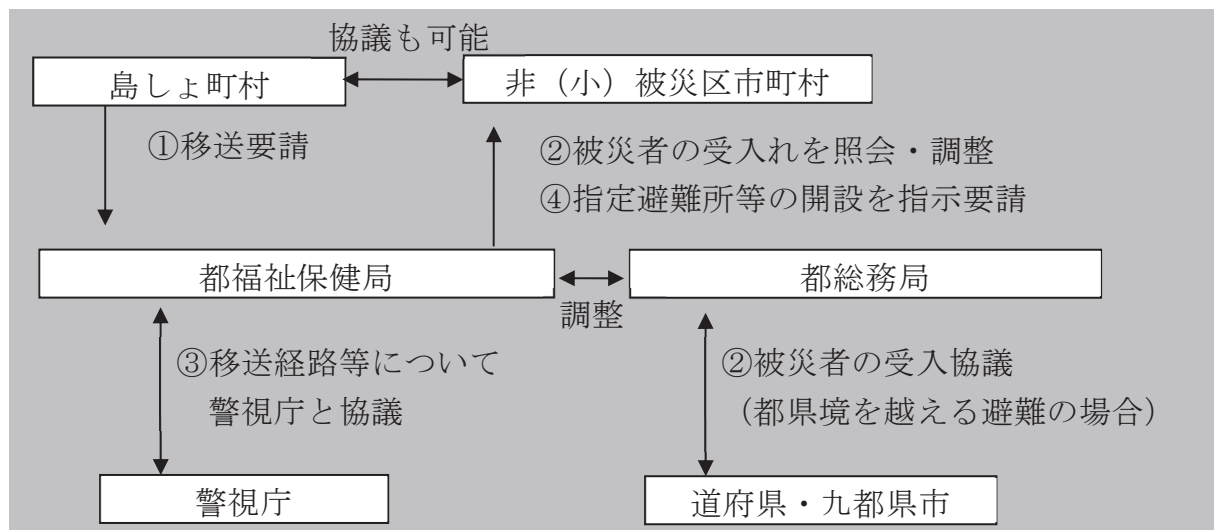 協議も可能
島しょ町村
非（小）被災区市町村
①移送要請
②被災者の受入れを照会・調整
④指定避難所等の開設を指示要請
都福祉保健局
都総務局
調整
③移送経路等について
警視庁と協議
②被災者の受入協議
（都県境を越える避難の場合）
警視庁
道府県・九都県市